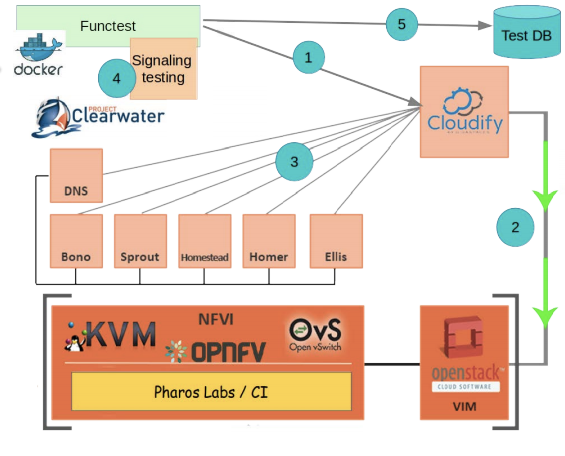 Functest
5
Test DB
docker
Signaling
testing
4
1
PROJECT
Clearwater
Cloudify
3
DNS
2
Bono
Sprout
Homestead
Homer
Ellis
NFVI
KVM
OvS
Open vSwitch
OPNFV
openstack
CLOUD SOFTWARE
Pharos Labs / CI
VIM